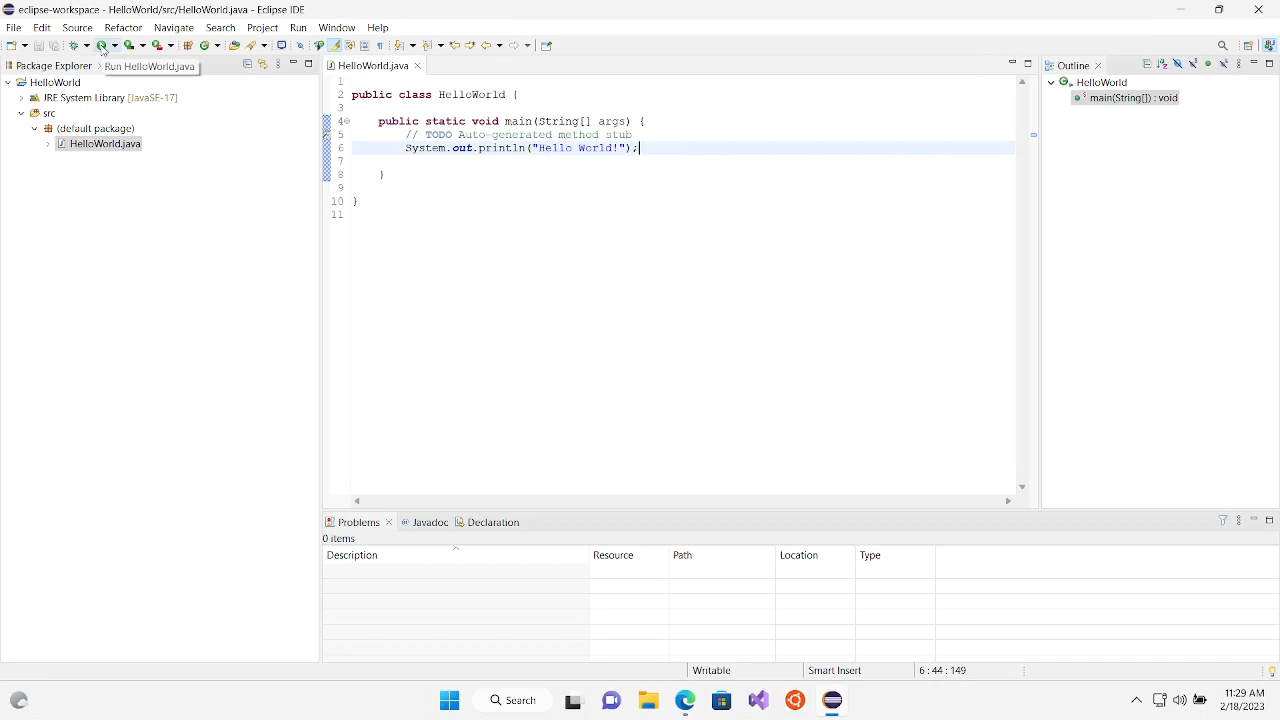 eclipse-workspace - HelloWorld/src/HelloWorld.java - Eclipse IDE
File Edit Source Refactor Navigate Search Project Run Window Help
Package Explorer
Run HelloWorld.java
HelloWorld
JRE System Library [JavaSE-17]
src
(default package)
HelloWorld.java
HelloWorld.java
1
2 public class HelloWorld {
3
4 public static void main(String[] args) {
5 // TODO Auto-generated method stub
6 System.out.println("Hello World!");
7
8 }
9
10 }
11
Outline
HelloWorld
main(String[]) : void
Problems Javadoc Declaration
0 items
Description Resource Path Location Type
Writable Smart Insert 6 : 44 : 149
Search
11:29 AM
2/18/2023